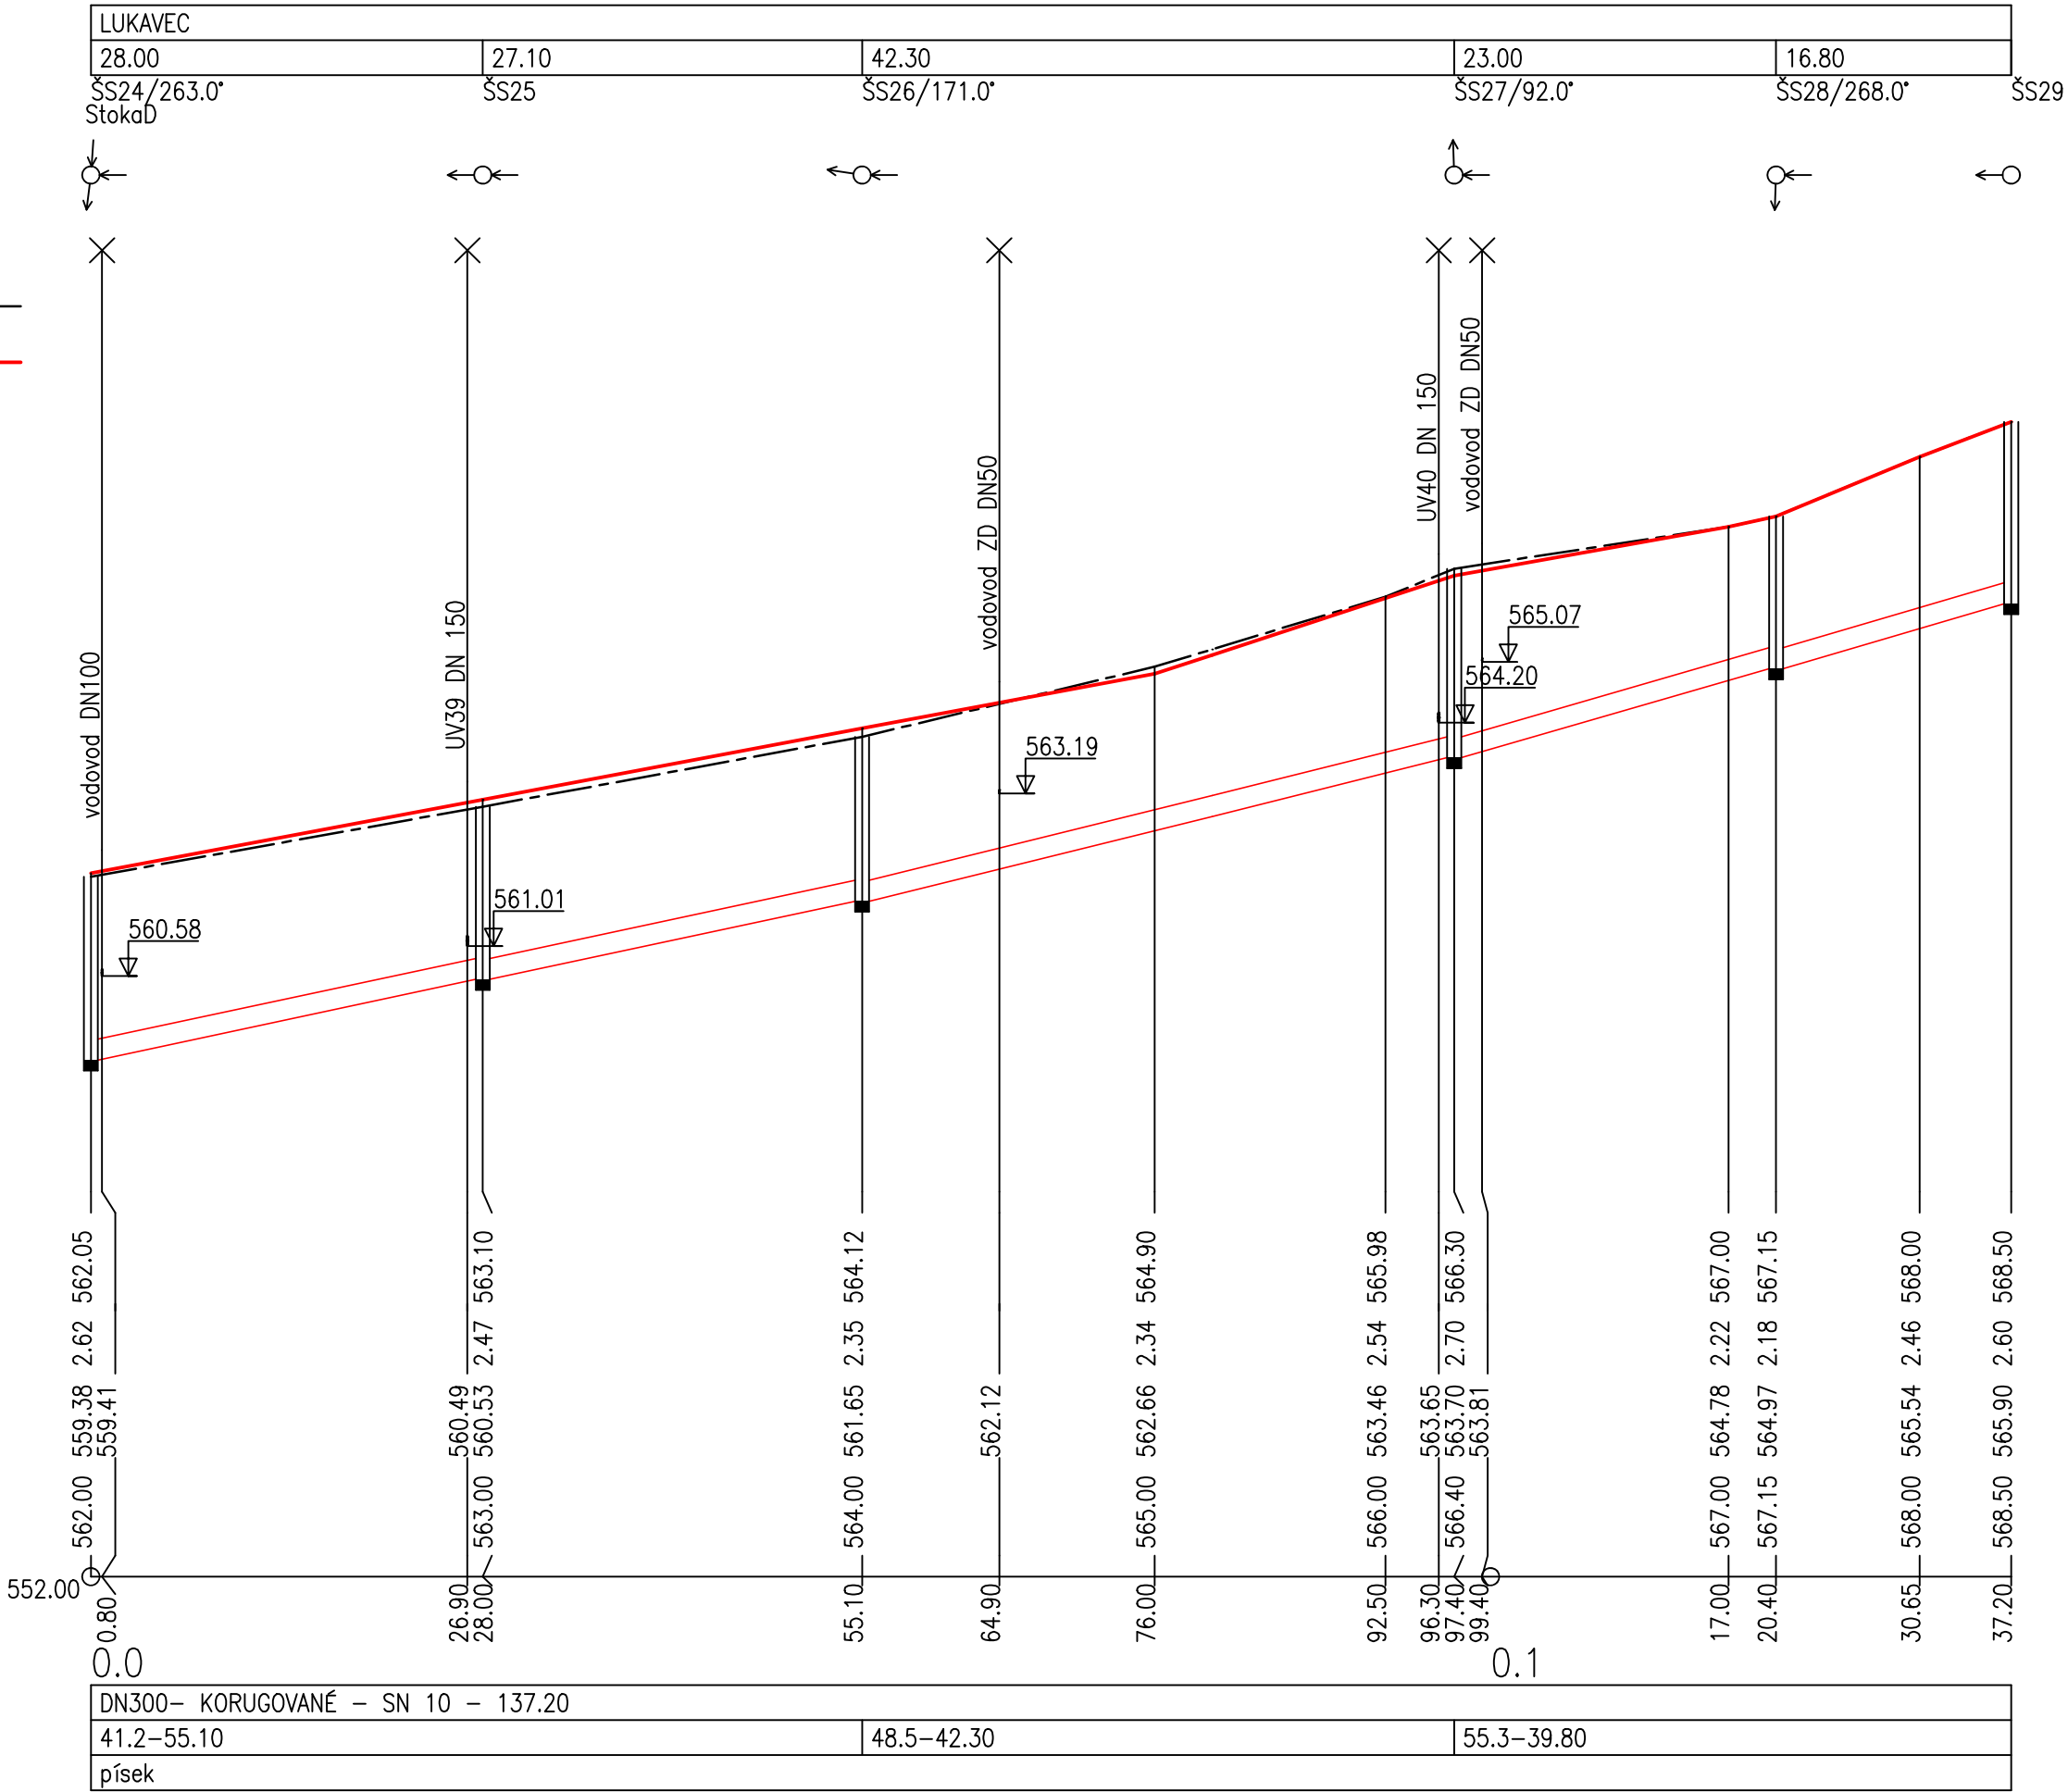 LUKAVEC
28.00 27.10 42.30 23.00 16.80
ŠS24/263.0° ŠS25 ŠS26/171.0° ŠS27/92.0° ŠS28/268.0° ŠS29
StokaD
vodovod DN100
UV39 DN 150
vodovod ZD DN50
UV40 DN 150
vodovod ZD DN50
560.58
561.01
563.19
564.20
565.07
562.05 563.10 564.12 564.90 565.98 566.30 567.00 567.15 568.00 568.50
2.62 2.47 2.35 2.34 2.54 2.70 2.22 2.18 2.46 2.60
559.38 559.41 560.49 560.53 561.65 562.12 562.66 563.46 563.65 563.70 563.81 564.78 564.97 565.54 565.90
562.00 563.00 564.00 565.00 566.00 566.40 567.00 567.15 568.00 568.50
552.00
0.80 26.90 28.00 55.10 64.90 76.00 92.50 96.30 97.40 99.40 17.00 20.40 30.65 37.20
0.0 0.1
DN300- KORUGOVANÉ - SN 10 - 137.20
41.2-55.10 48.5-42.30 55.3-39.80
písek